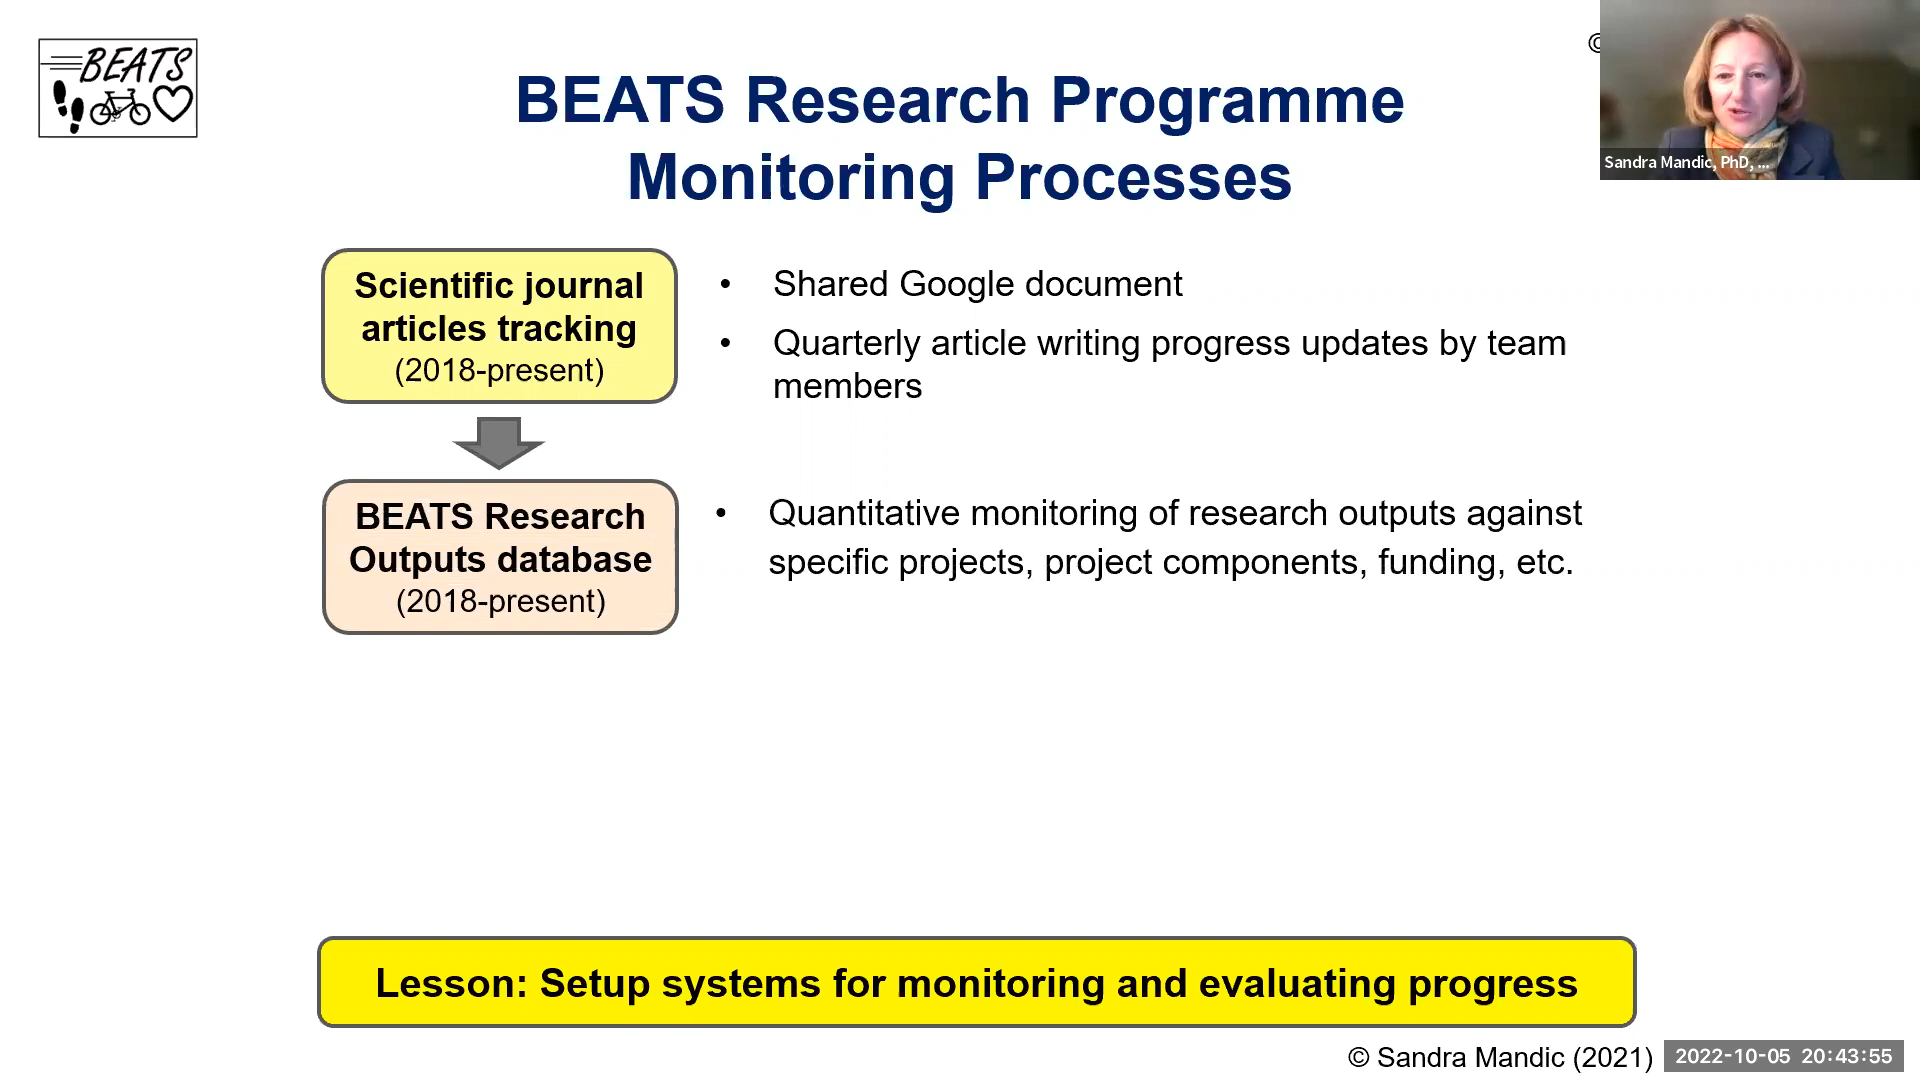 BEATS
©
BEATS Research Programme
Monitoring Processes
Sandra Mandic, PhD, ...
Scientific journal
articles tracking
(2018-present)
• Shared Google document
• Quarterly article writing progress updates by team
members
BEATS Research
Outputs database
(2018-present)
• Quantitative monitoring of research outputs against
specific projects, project components, funding, etc.
Lesson: Setup systems for monitoring and evaluating progress
© Sandra Mandic (2021)
2022-10-05 20:43:55